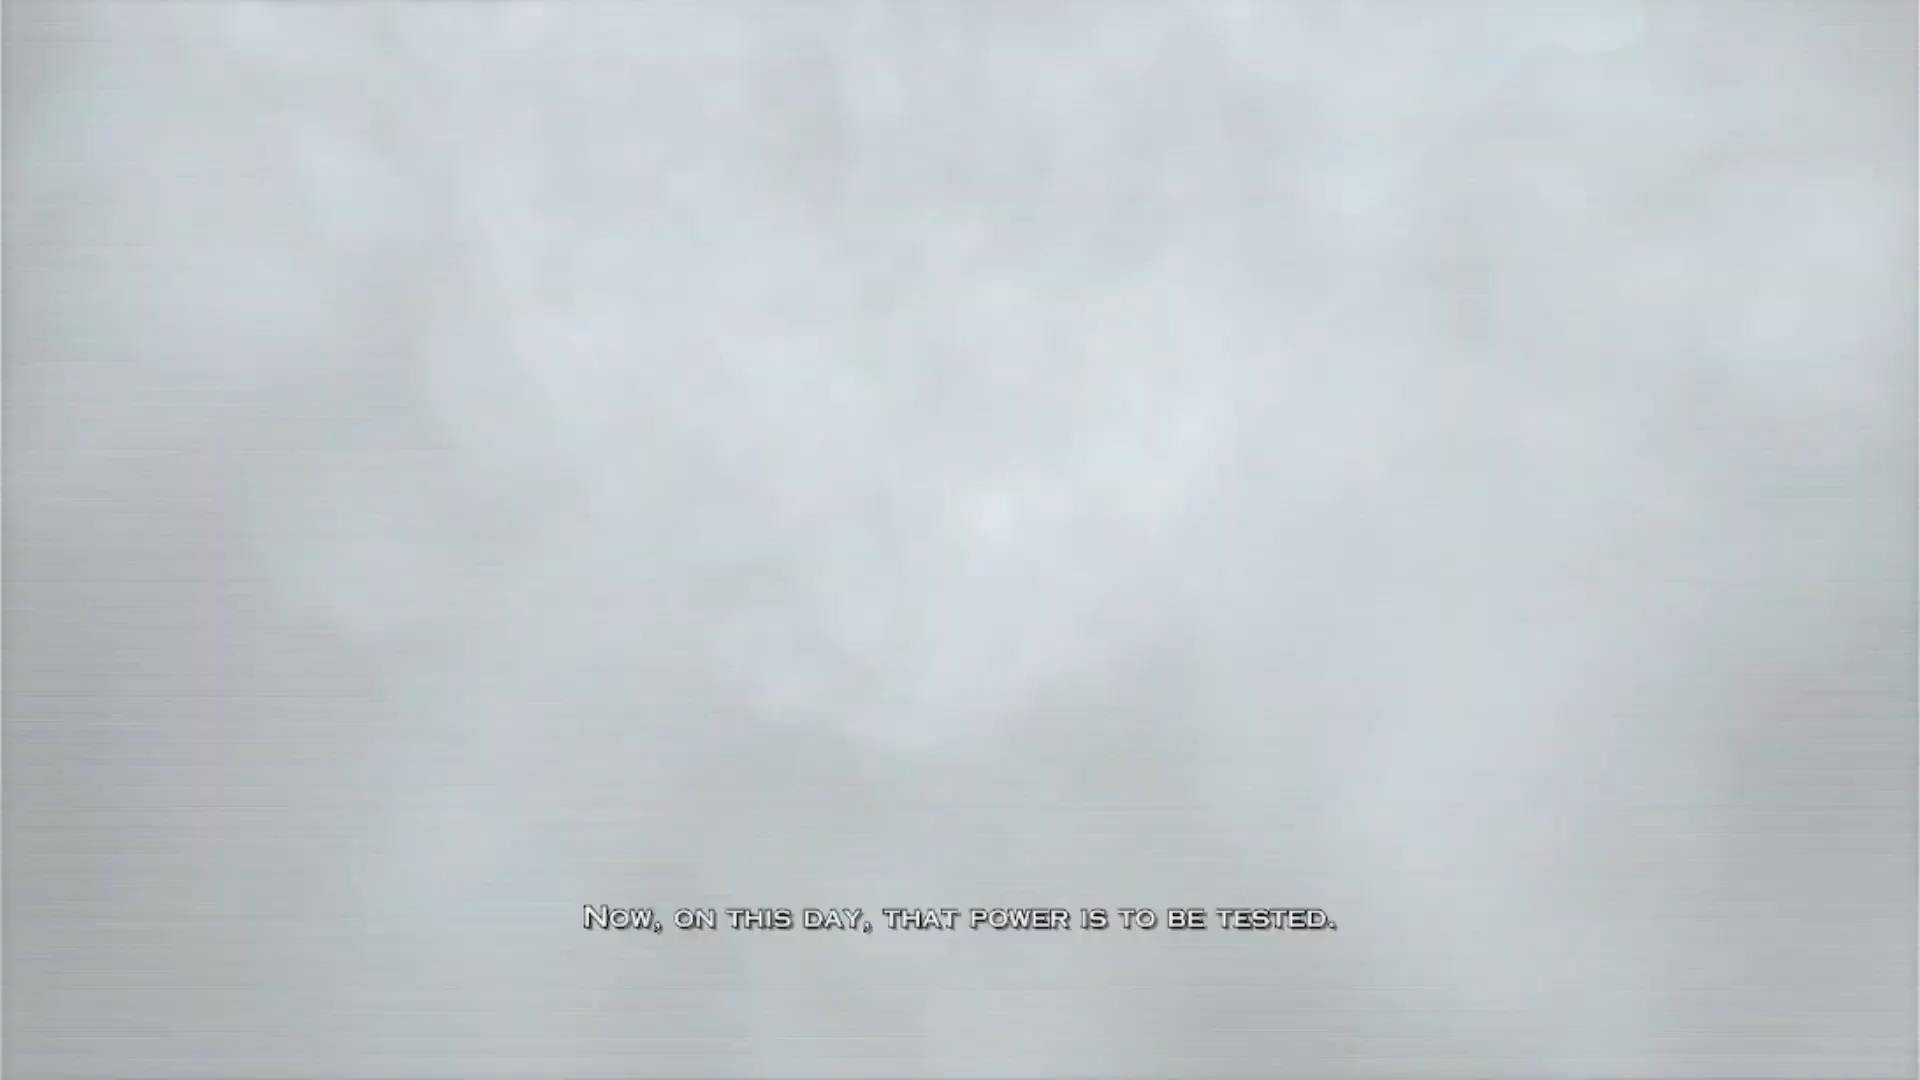 Now, on this day, that power is to be tested.